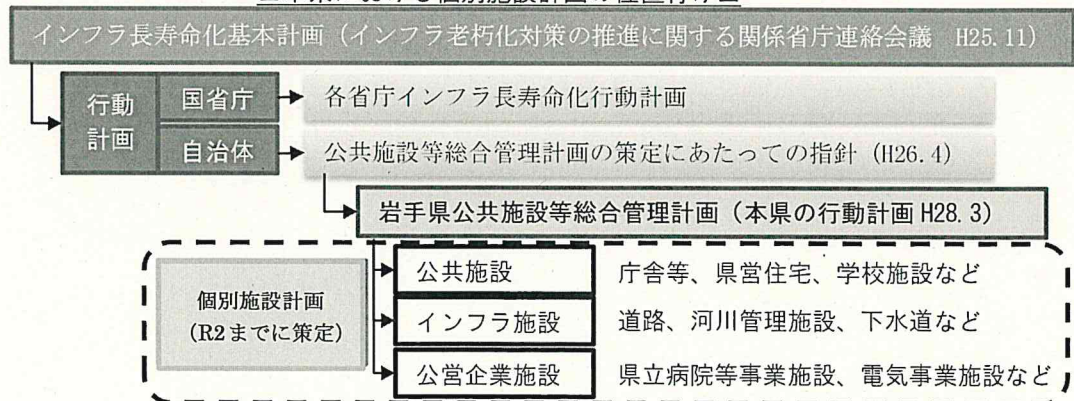 インフラ長寿命化基本計画（インフラ老朽化対策の推進に関する関係省庁連絡会議　H25.11）
行動計画
国省庁
各省庁インフラ長寿命化行動計画
自治体
公共施設等総合管理計画の策定にあたっての指針（H26.4）
岩手県公共施設等総合管理計画（本県の行動計画 H28.3）
個別施設計画
（R2までに策定）
公共施設
庁舎等、県営住宅、学校施設など
インフラ施設
道路、河川管理施設、下水道など
公営企業施設
県立病院等事業施設、電気事業施設など